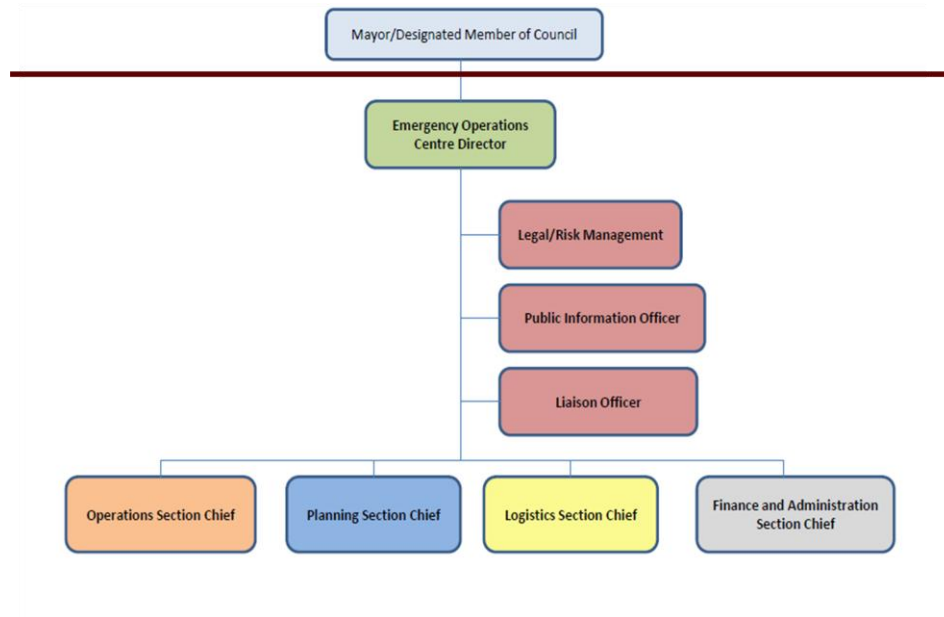 Mayor/Designated Member of Council
Emergency Operations
Centre Director
Legal/Risk Management
Public Information Officer
Liaison Officer
Operations Section Chief
Planning Section Chief
Logistics Section Chief
Finance and Administration
Section Chief